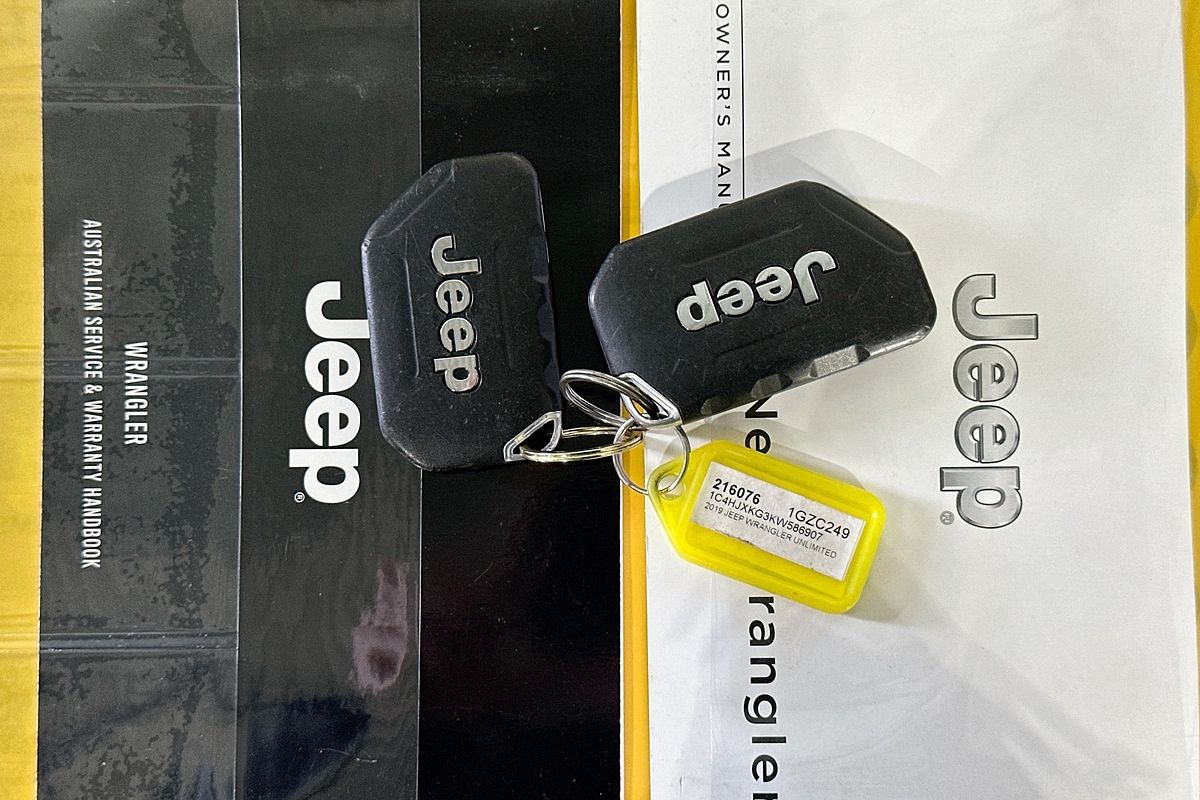 WRANGLER
AUSTRALIAN SERVICE & WARRANTY HANDBOOK
Jeep®
Jeep
Jeep
OWNER'S MANU
Jeep®
Ne
rangler
216076 1GZC249
1C4HJXKG3KW586907
2019 JEEP WRANGLER UNLIMITED